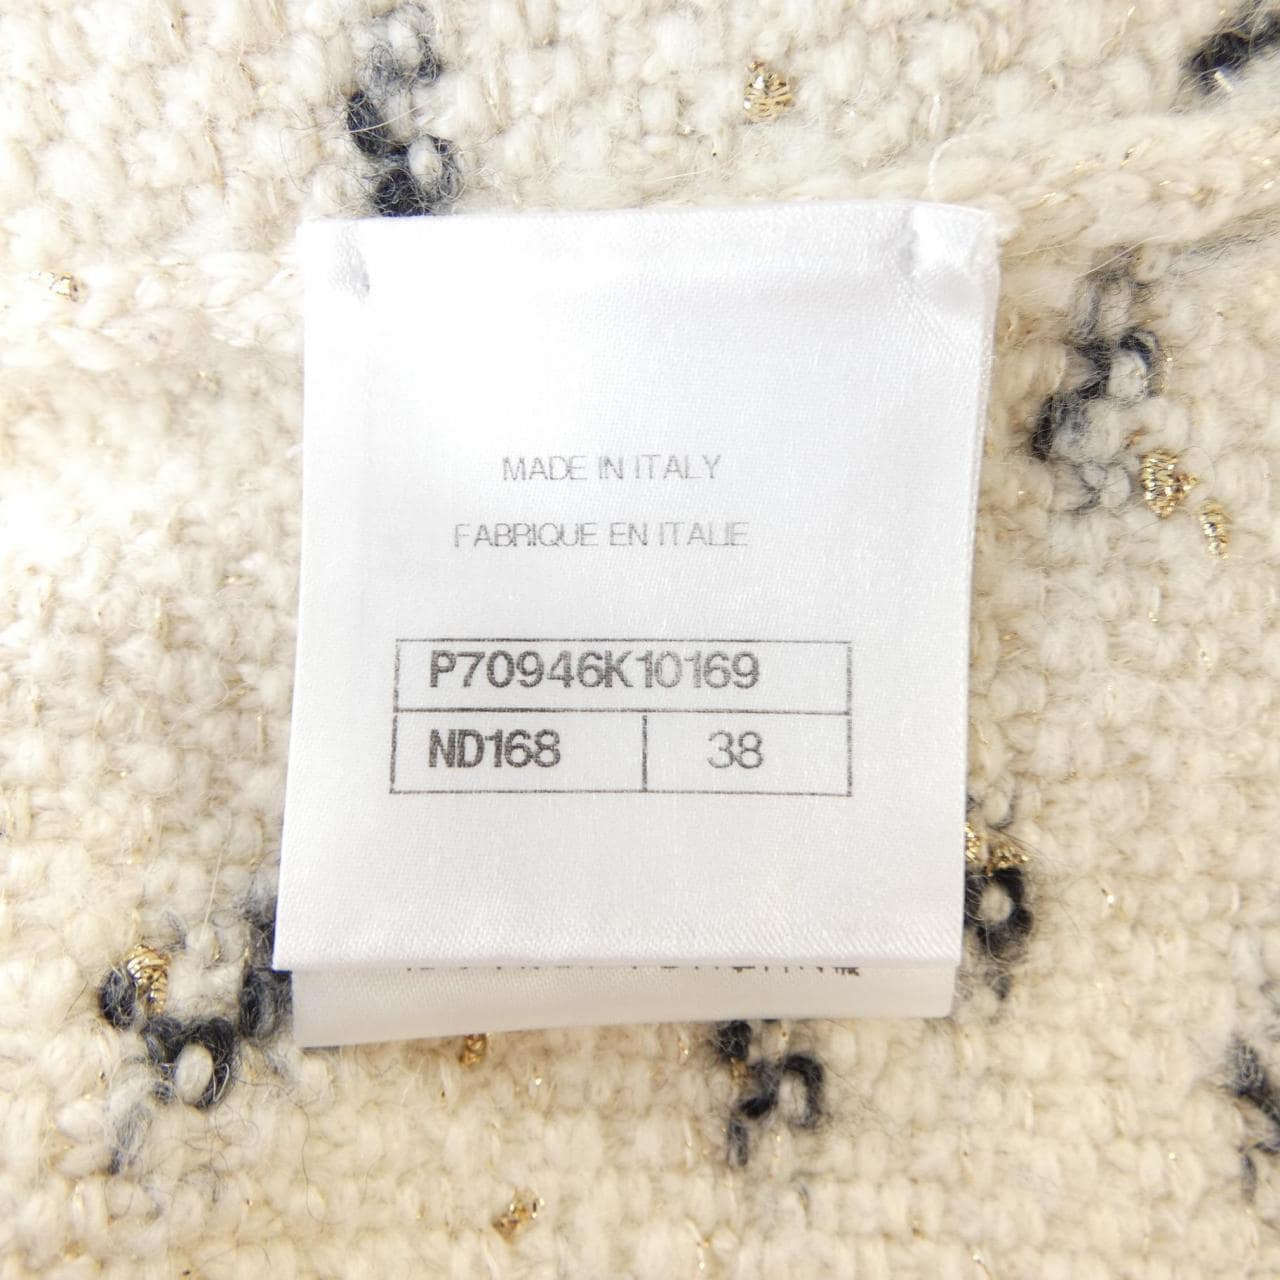 MADE IN ITALY
FABRIQUE EN ITALIE
P70946K10169
ND168 38